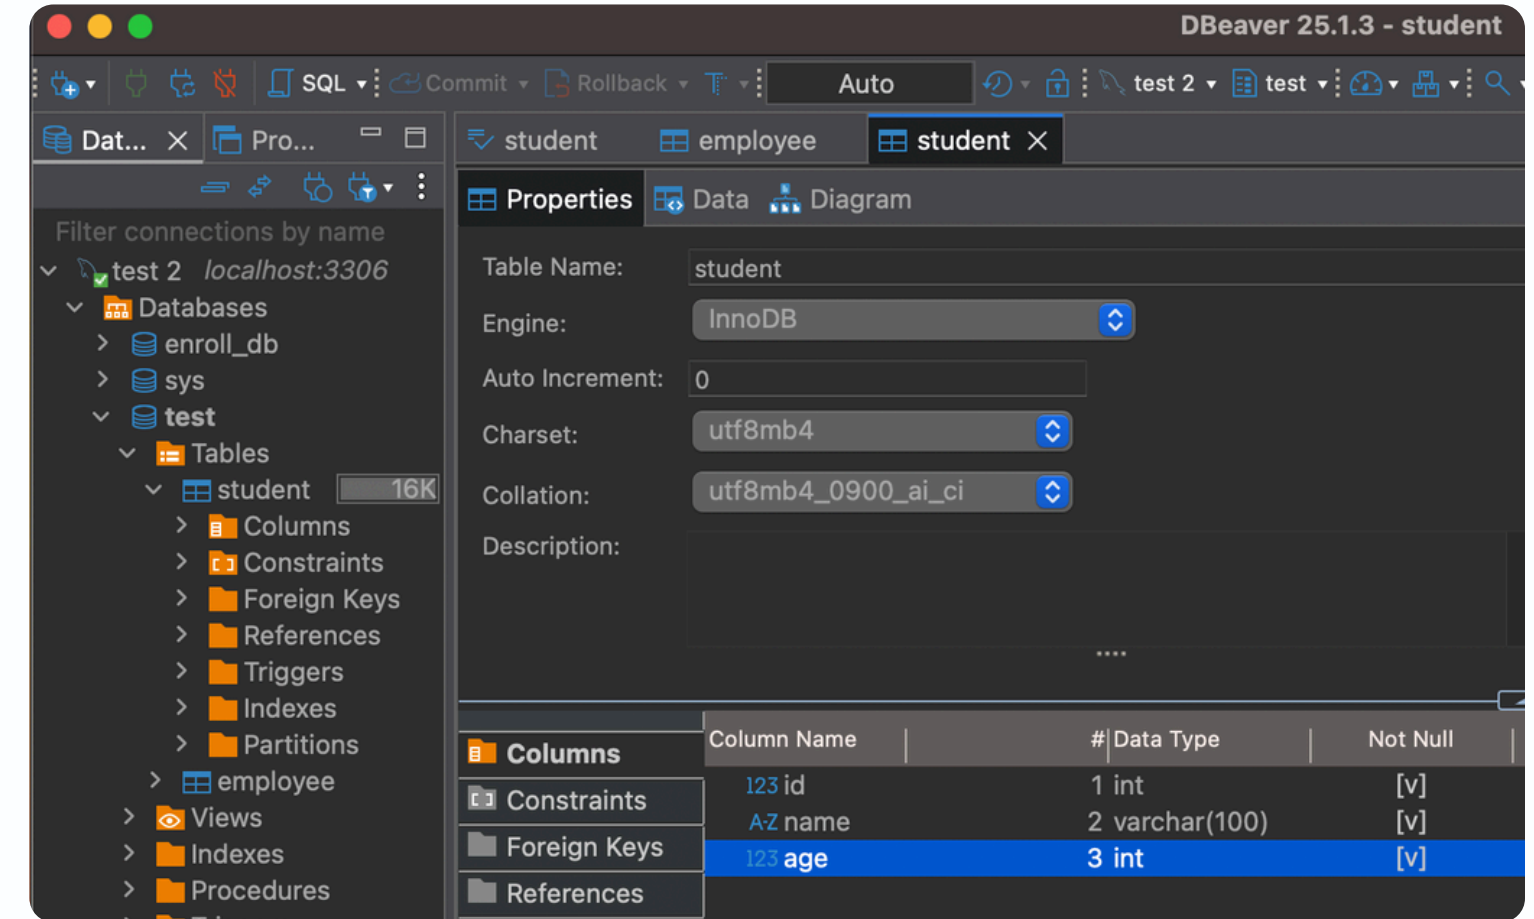 DBeaver 25.1.3 - student
SQL Commit Rollback Auto test 2 test
Dat... Pro...
student employee student
Properties Data Diagram
Filter connections by name
test 2 localhost:3306
Databases
enroll_db
sys
test
Tables
student 16K
Columns
Constraints
Foreign Keys
References
Triggers
Indexes
Partitions
employee
Views
Indexes
Procedures
Table Name: student
Engine: InnoDB
Auto Increment: 0
Charset: utf8mb4
Collation: utf8mb4_0900_ai_ci
Description:
Columns
Constraints
Foreign Keys
References
Column Name # Data Type Not Null
123 id 1 int [v]
A-Z name 2 varchar(100) [v]
123 age 3 int [v]